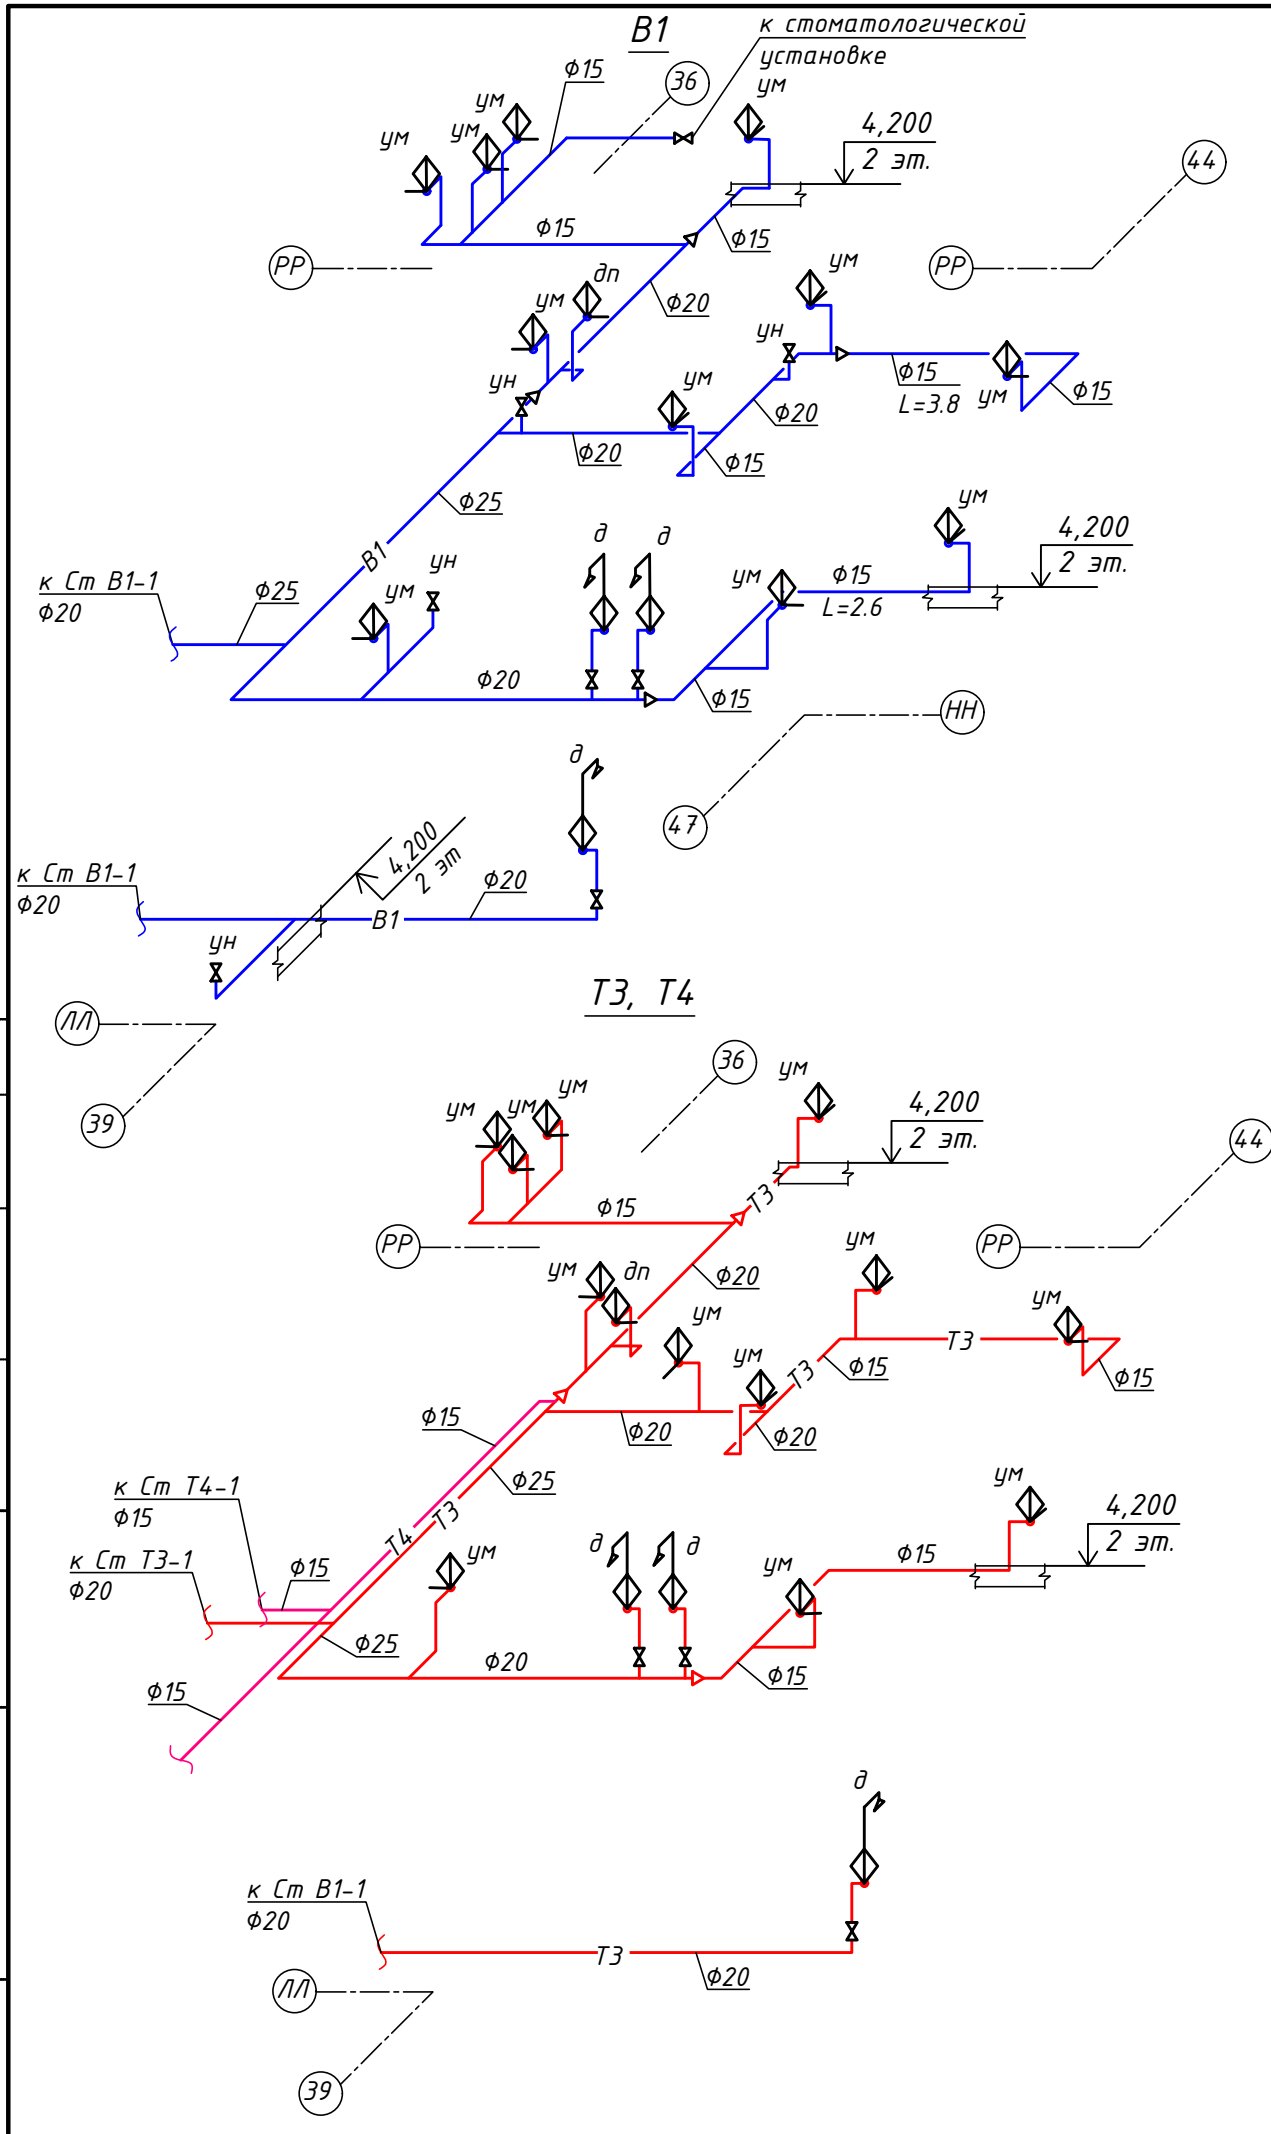 В1
к стоматологической
установке
ф15
36
ум
ум
ум
ум
4,200
2 эт.
44
ф15
ф15
РР
РР
ум
дп
ум
ф20
ун
ун
ум
ф15
L=3.8
ум
ф15
ф20
ф20
ф15
ф25
В1
ум
4,200
2 эт.
д
д
ун
ум
ум
ф15
L=2.6
к Ст В1-1
ф20
ф25
ф20
ф15
НН
47
д
4,200
2 эт
к Ст В1-1
ф20
ф20
В1
ун
ЛЛ
39
Т3, Т4
36
ум
ум
ум
ум
4,200
2 эт.
44
Т3
ф15
РР
РР
ум
ум
дп
ф20
ум
ум
ум
Т3
Т3
ф15
ф15
ф15
ф20
ф20
ф25
к Ст Т4-1
ф15
ум
4,200
2 эт.
Т3
Т4
к Ст Т3-1
ф20
ф15
ум
д
д
ум
ф15
ф25
ф20
ф15
ф15
д
к Ст В1-1
ф20
Т3
ф20
ЛЛ
39